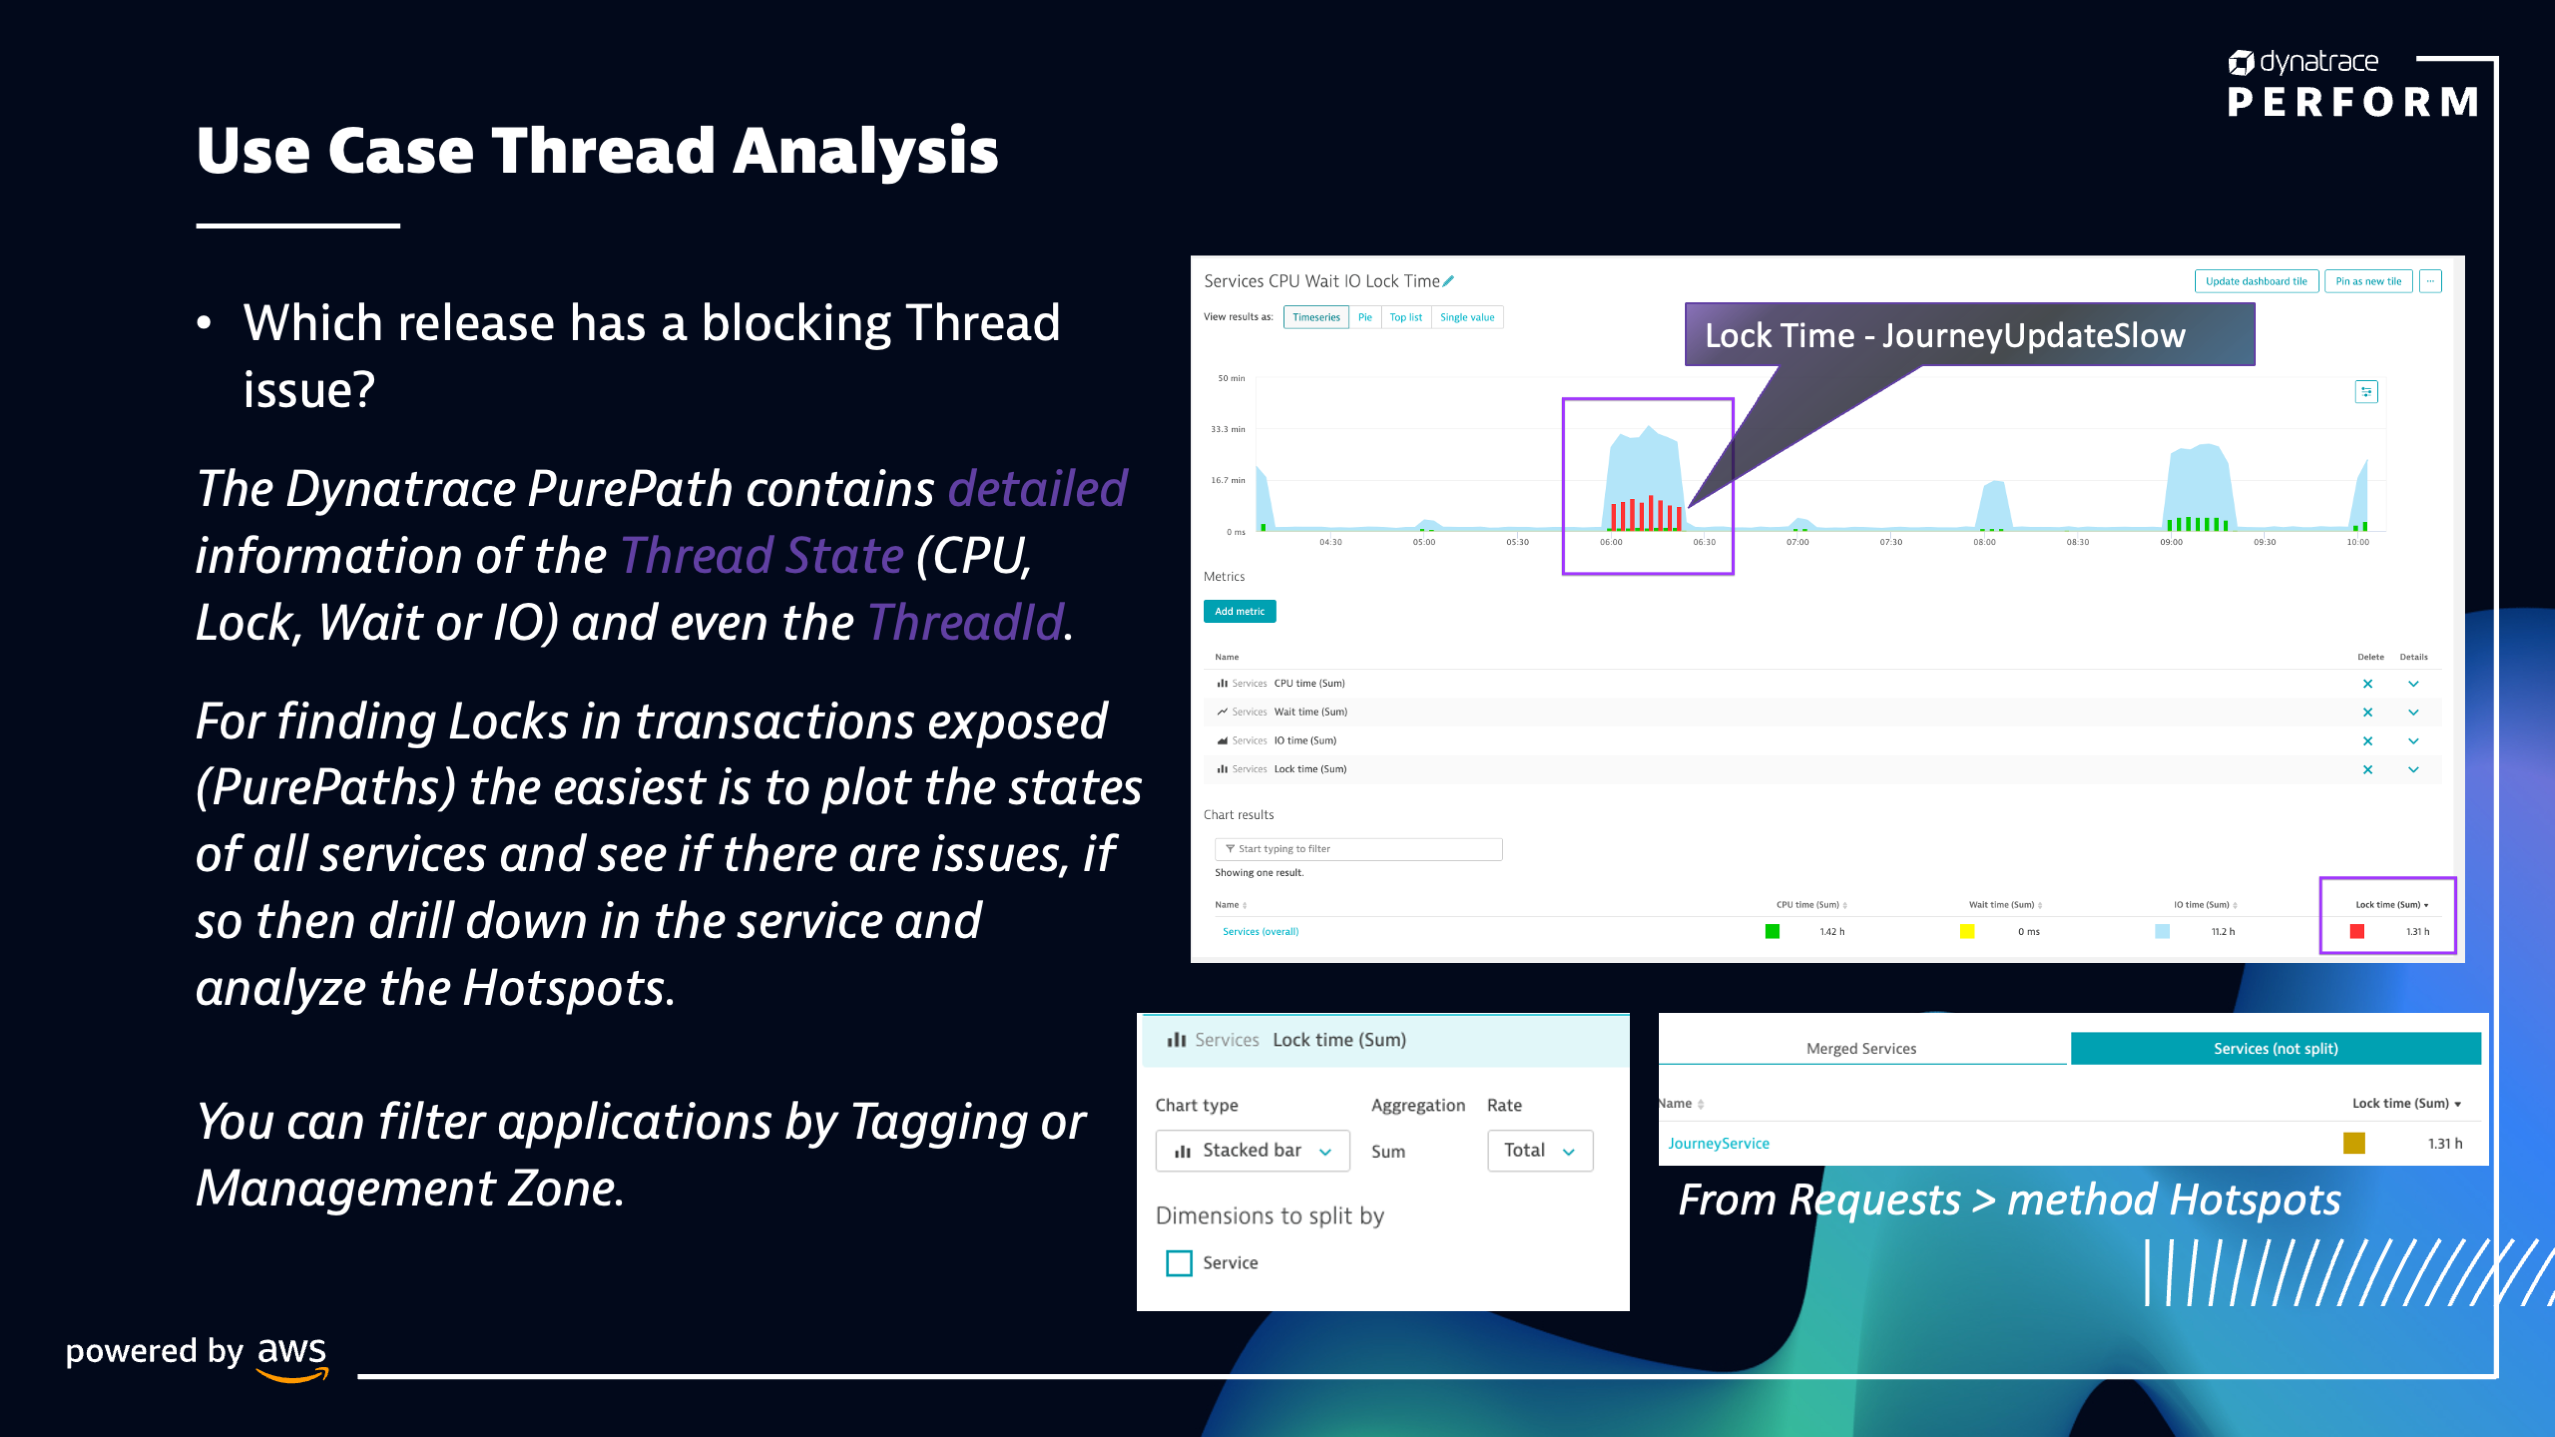 dynatrace
PERFORM
Use Case Thread Analysis
• Which release has a blocking Thread
issue?
The Dynatrace PurePath contains detailed
information of the Thread State (CPU,
Lock, Wait or IO) and even the ThreadId.
For finding Locks in transactions exposed
(PurePaths) the easiest is to plot the states
of all services and see if there are issues, if
so then drill down in the service and
analyze the Hotspots.
You can filter applications by Tagging or
Management Zone.
Services CPU Wait IO Lock Time
Update dashboard tile
Pin as new tile
...
View results as:
Timeseries
Pie
Top list
Single value
Lock Time - JourneyUpdateSlow
50 min
33.3 min
16.7 min
0 ms
04:30 05:00 05:30 06:00 06:30 07:00 07:30 08:00 08:30 09:00 09:30 10:00
Metrics
Add metric
Name Delete Details
Services CPU time (Sum)
Services Wait time (Sum)
Services IO time (Sum)
Services Lock time (Sum)
Chart results
Start typing to filter
Showing one result.
Name CPU time (Sum) Wait time (Sum) IO time (Sum) Lock time (Sum)
Services (overall) 1.42 h 0 ms 11.2 h 1.31 h
Services Lock time (Sum)
Chart type Aggregation Rate
Stacked bar Sum Total
Dimensions to split by
Service
Merged Services Services (not split)
Name Lock time (Sum)
JourneyService 1.31 h
From Requests > method Hotspots
powered by aws